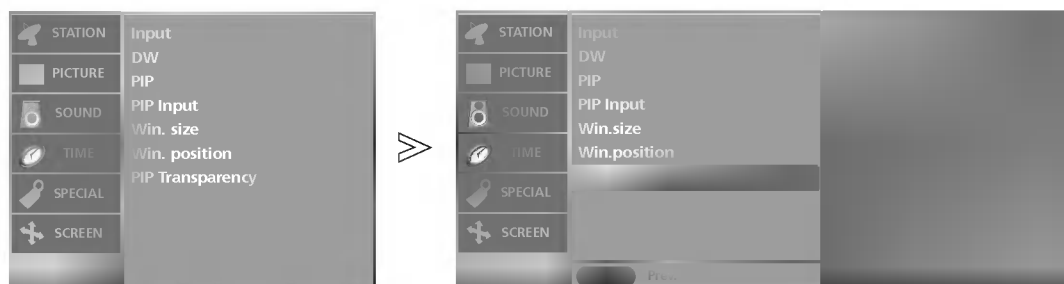 STATION
PICTURE
SOUND
TIME
SPECIAL
SCREEN
Input
DW
PIP
PIP Input
Win. size
Win. position
PIP Transparency
STATION
PICTURE
SOUND
TIME
SPECIAL
SCREEN
Input
DW
PIP
PIP Input
Win.size
Win.position
Prev.